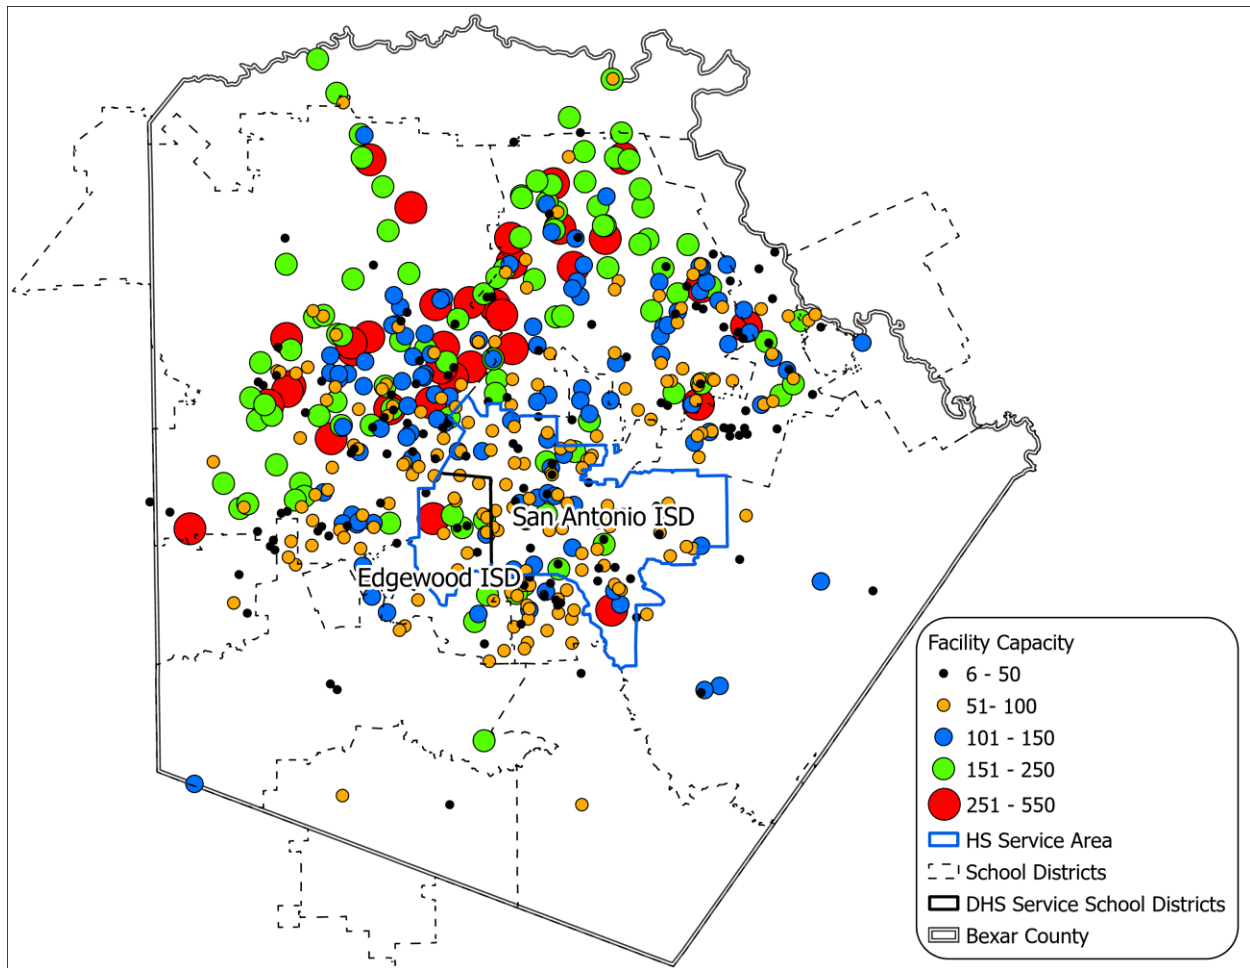 San Antonio ISD
Edgewood ISD
Facility Capacity
6 - 50
51- 100
101 - 150
151 - 250
251 - 550
HS Service Area
School Districts
DHS Service School Districts
Bexar County